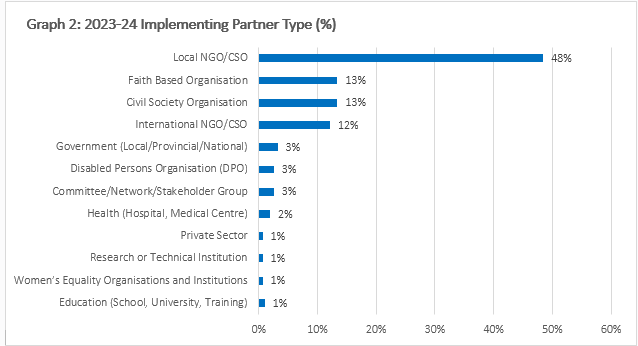 Graph 2: 2023-24 Implementing Partner Type (%)
Local NGO/CSO 48%
Faith Based Organisation 13%
Civil Society Organisation 13%
International NGO/CSO 12%
Government (Local/Provincial/National) 3%
Disabled Persons Organisation (DPO) 3%
Committee/Network/Stakeholder Group 3%
Health (Hospital, Medical Centre) 2%
Private Sector 1%
Research or Technical Institution 1%
Women's Equality Organisations and Institutions 1%
Education (School, University, Training) 1%
0% 10% 20% 30% 40% 50% 60%